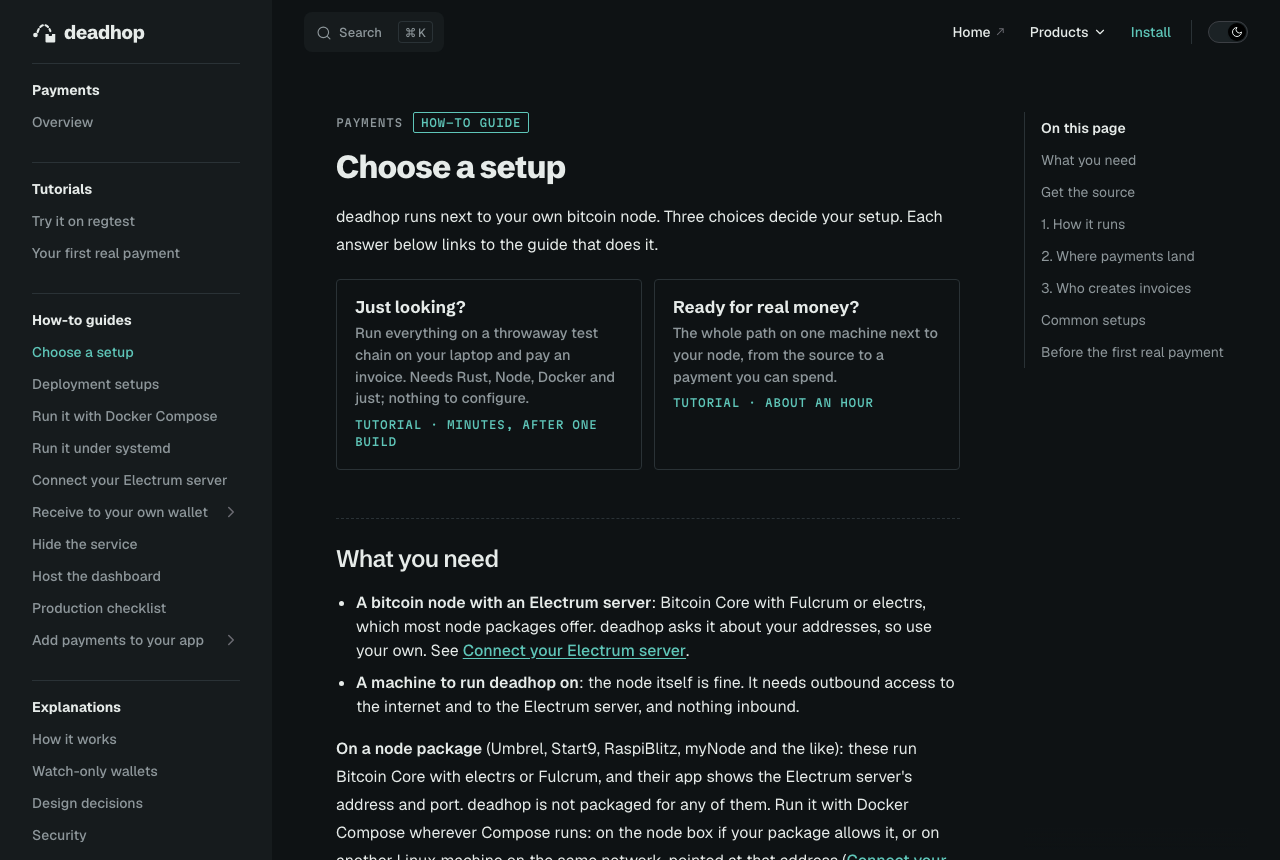 deadhop
Search
⌘K
Home ↗
Products
Install
Payments
Overview
Tutorials
Try it on regtest
Your first real payment
How-to guides
Choose a setup
Deployment setups
Run it with Docker Compose
Run it under systemd
Connect your Electrum server
Receive to your own wallet
Hide the service
Host the dashboard
Production checklist
Add payments to your app
Explanations
How it works
Watch-only wallets
Design decisions
Security
PAYMENTS
HOW-TO GUIDE
Choose a setup
deadhop runs next to your own bitcoin node. Three choices decide your setup. Each
answer below links to the guide that does it.
Just looking?
Run everything on a throwaway test
chain on your laptop and pay an
invoice. Needs Rust, Node, Docker and
just; nothing to configure.
TUTORIAL · MINUTES, AFTER ONE
BUILD
Ready for real money?
The whole path on one machine next to
your node, from the source to a
payment you can spend.
TUTORIAL · ABOUT AN HOUR
What you need
• A bitcoin node with an Electrum server: Bitcoin Core with Fulcrum or electrs,
which most node packages offer. deadhop asks it about your addresses, so use
your own. See Connect your Electrum server.
• A machine to run deadhop on: the node itself is fine. It needs outbound access to
the internet and to the Electrum server, and nothing inbound.
On a node package (Umbrel, Start9, RaspiBlitz, myNode and the like): these run
Bitcoin Core with electrs or Fulcrum, and their app shows the Electrum server's
address and port. deadhop is not packaged for any of them. Run it with Docker
Compose wherever Compose runs: on the node box if your package allows it, or on
another Linux machine on the same network, pointed at that address (Connect your
On this page
What you need
Get the source
1. How it runs
2. Where payments land
3. Who creates invoices
Common setups
Before the first real payment